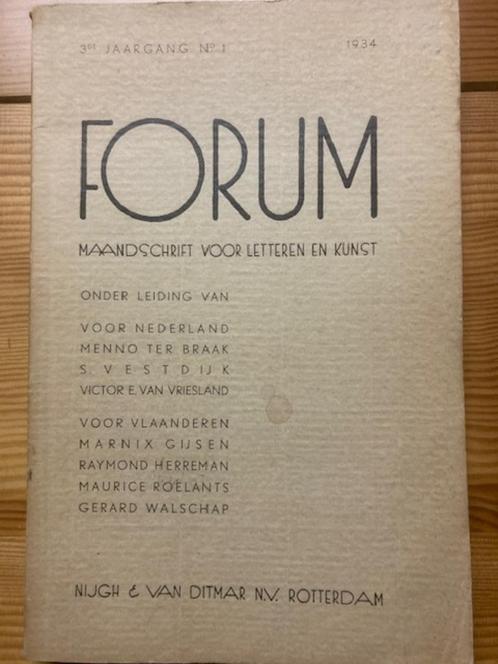 3DE JAARGANG No 1 1934
FORUM
MAANDSCHRIFT VOOR LETTEREN EN KUNST
ONDER LEIDING VAN
VOOR NEDERLAND
MENNO TER BRAAK
S. VESTDIJK
VICTOR E. VAN VRIESLAND
VOOR VLAANDEREN
MARNIX GIJSEN
RAYMOND HERREMAN
MAURICE ROELANTS
GERARD WALSCHAP
NIJGH & VAN DITMAR N.V. ROTTERDAM